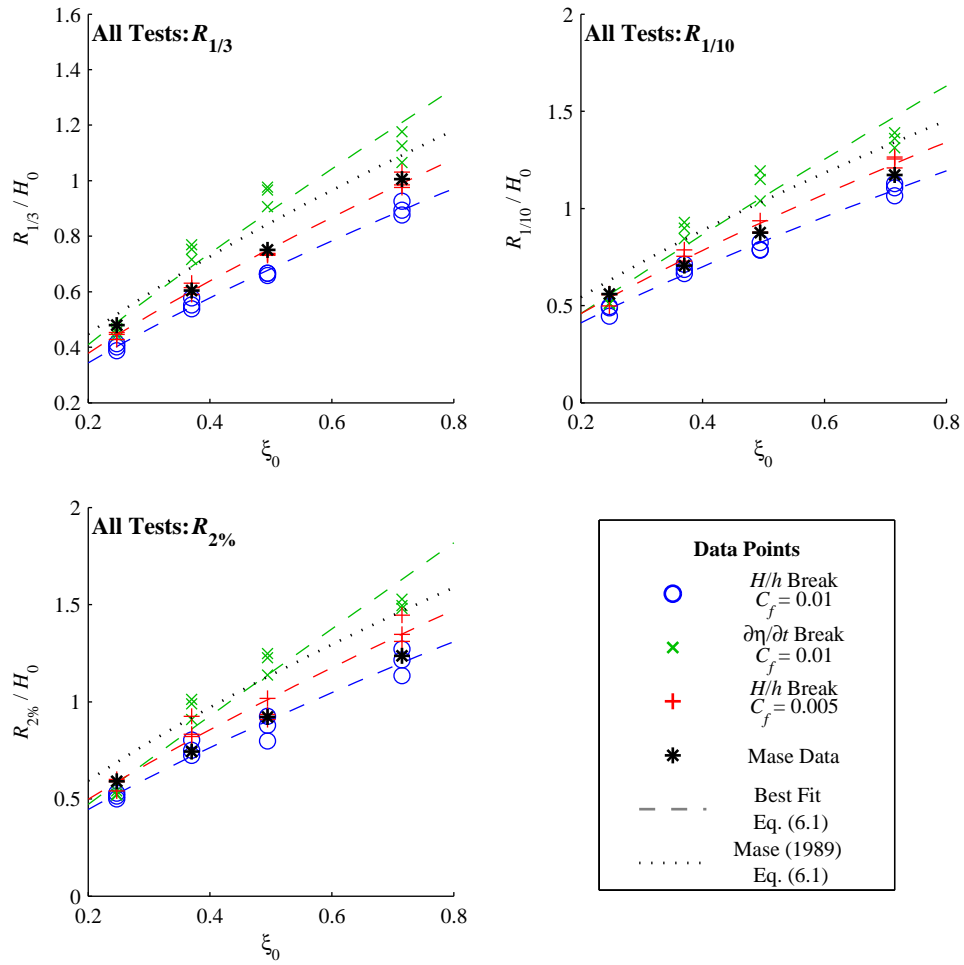 All Tests: R1/3
1.6
1.4
1.2
1
0.8
0.6
0.4
0.2
R1/3 / H0
0.2 0.4 0.6 0.8
ξ0
All Tests: R1/10
2
1.5
1
0.5
0
R1/10 / H0
0.2 0.4 0.6 0.8
ξ0
All Tests: R2%
2
1.5
1
0.5
0
R2% / H0
0.2 0.4 0.6 0.8
ξ0
Data Points
H/h Break
Cf = 0.01
∂η/∂t Break
Cf = 0.01
H/h Break
Cf = 0.005
Mase Data
Best Fit
Eq. (6.1)
Mase (1989)
Eq. (6.1)